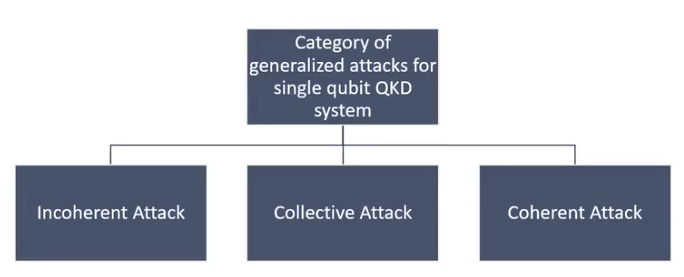 Category of
generalized attacks for
single qubit QKD
system
Incoherent Attack
Collective Attack
Coherent Attack